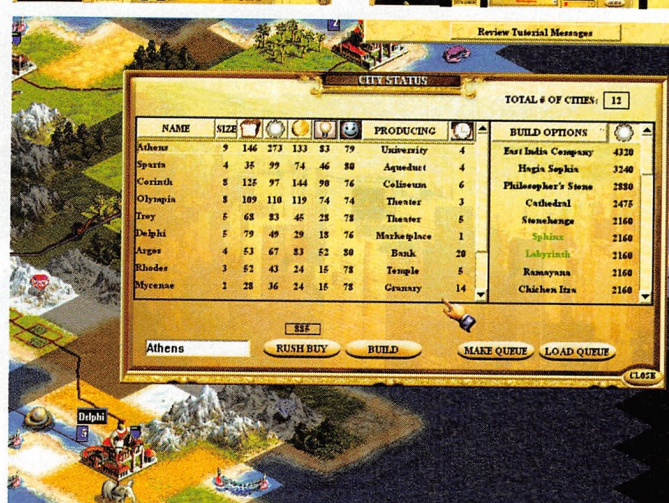 Review Tutorial Messages
CITY STATUS
TOTAL # OF CITIES: 12
NAME SIZE PRODUCING
Athens 9 146 273 133 83 79 University 4
Sparta 4 35 99 74 46 80 Aqueduct 4
Corinth 8 125 97 144 90 76 Coliseum 6
Olympia 8 109 110 119 74 74 Theater 3
Troy 5 68 83 45 28 78 Theater 5
Delphi 5 79 49 29 18 76 Marketplace 1
Argos 4 53 67 83 52 80 Bank 20
Rhodes 3 52 43 24 15 78 Temple 5
Mycenae 2 28 36 24 15 78 Granary 14
BUILD OPTIONS
East India Company 4320
Hagia Sophia 3240
Philosopher's Stone 2880
Cathedral 2475
Stonehenge 2160
Sphinx 2160
Labyrinth 2160
Ramayana 2160
Chichen Itza 2160
885
Athens RUSH BUY BUILD MAKE QUEUE LOAD QUEUE
CLOSE
Delphi
5